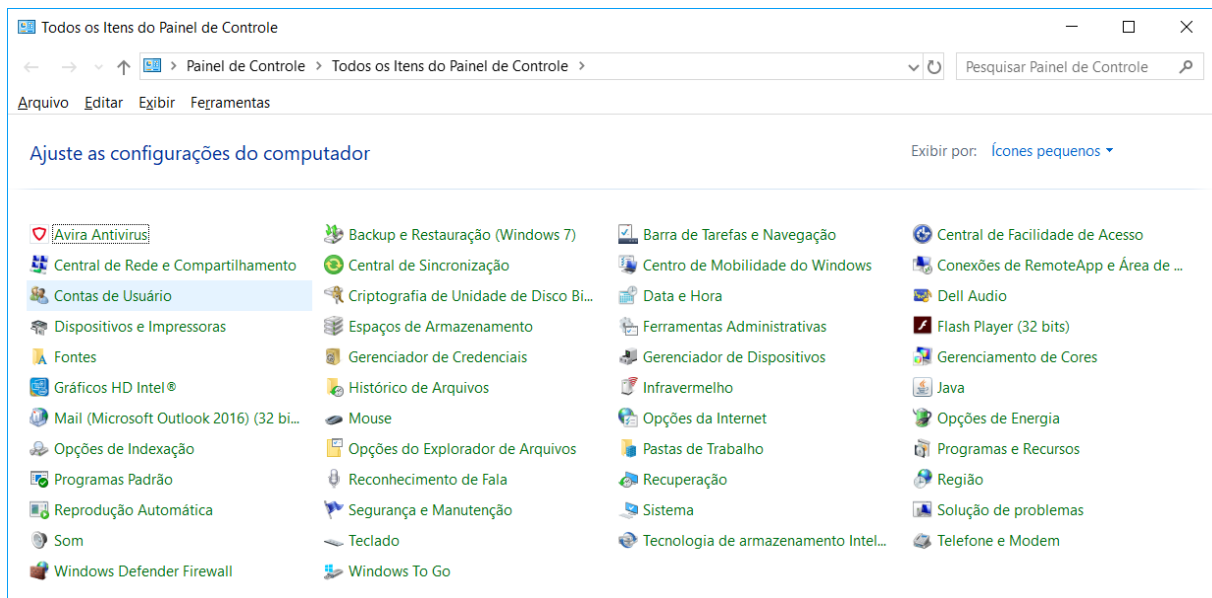 Todos os Itens do Painel de Controle
Painel de Controle > Todos os Itens do Painel de Controle >
Pesquisar Painel de Controle
Arquivo Editar Exibir Ferramentas
Ajuste as configurações do computador
Exibir por: Ícones pequenos
Avira Antivirus Backup e Restauração (Windows 7) Barra de Tarefas e Navegação Central de Facilidade de Acesso
Central de Rede e Compartilhamento Central de Sincronização Centro de Mobilidade do Windows Conexões de RemoteApp e Área de ...
Contas de Usuário Criptografia de Unidade de Disco Bi... Data e Hora Dell Audio
Dispositivos e Impressoras Espaços de Armazenamento Ferramentas Administrativas Flash Player (32 bits)
Fontes Gerenciador de Credenciais Gerenciador de Dispositivos Gerenciamento de Cores
Gráficos HD Intel® Histórico de Arquivos Infravermelho Java
Mail (Microsoft Outlook 2016) (32 bi... Mouse Opções da Internet Opções de Energia
Opções de Indexação Opções do Explorador de Arquivos Pastas de Trabalho Programas e Recursos
Programas Padrão Reconhecimento de Fala Recuperação Região
Reprodução Automática Segurança e Manutenção Sistema Solução de problemas
Som Teclado Tecnologia de armazenamento Intel... Telefone e Modem
Windows Defender Firewall Windows To Go